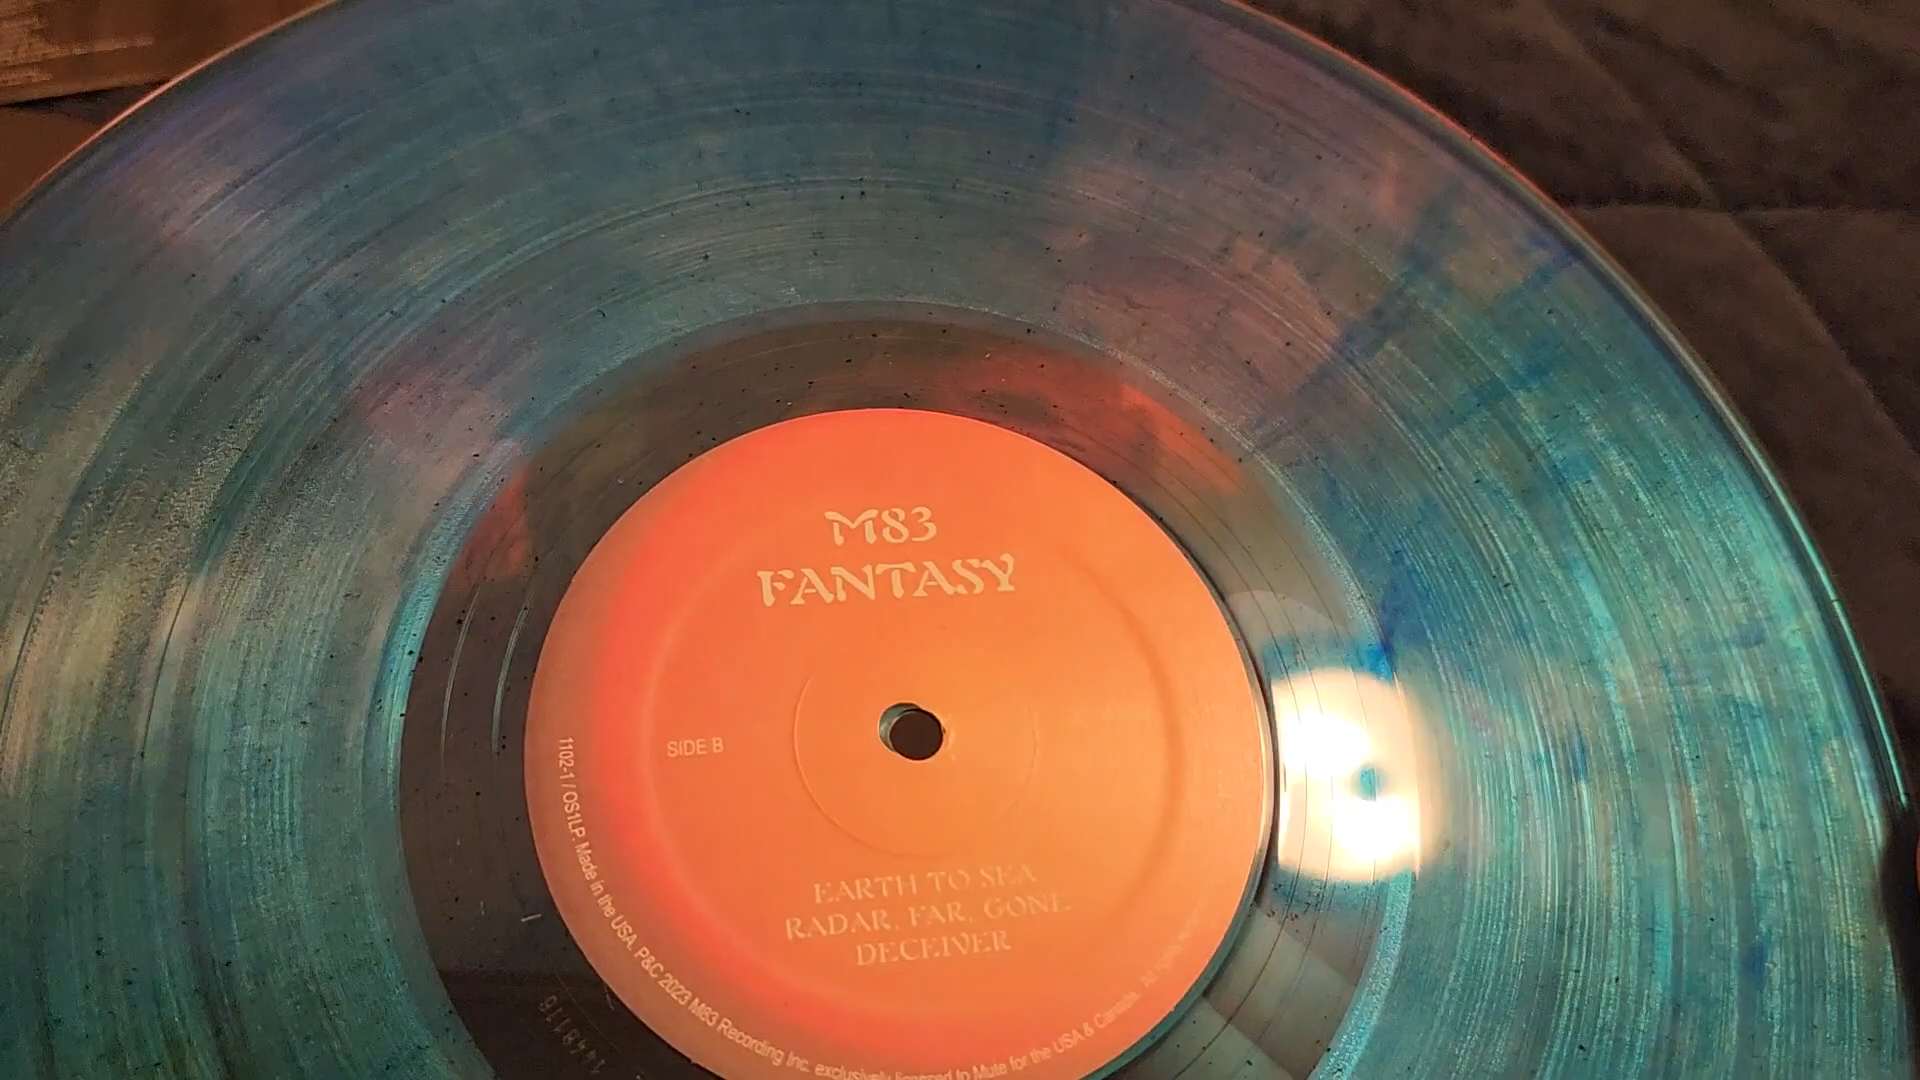 M83
FANTASY
SIDE B
EARTH TO SEA
RADAR, FAR, GONE
DECEIVER
1102-1 / OS1LP. Made in the USA. P&C 2023 M83 Recording Inc. exclusively licensed to Mute for the USA & Canada. All rights